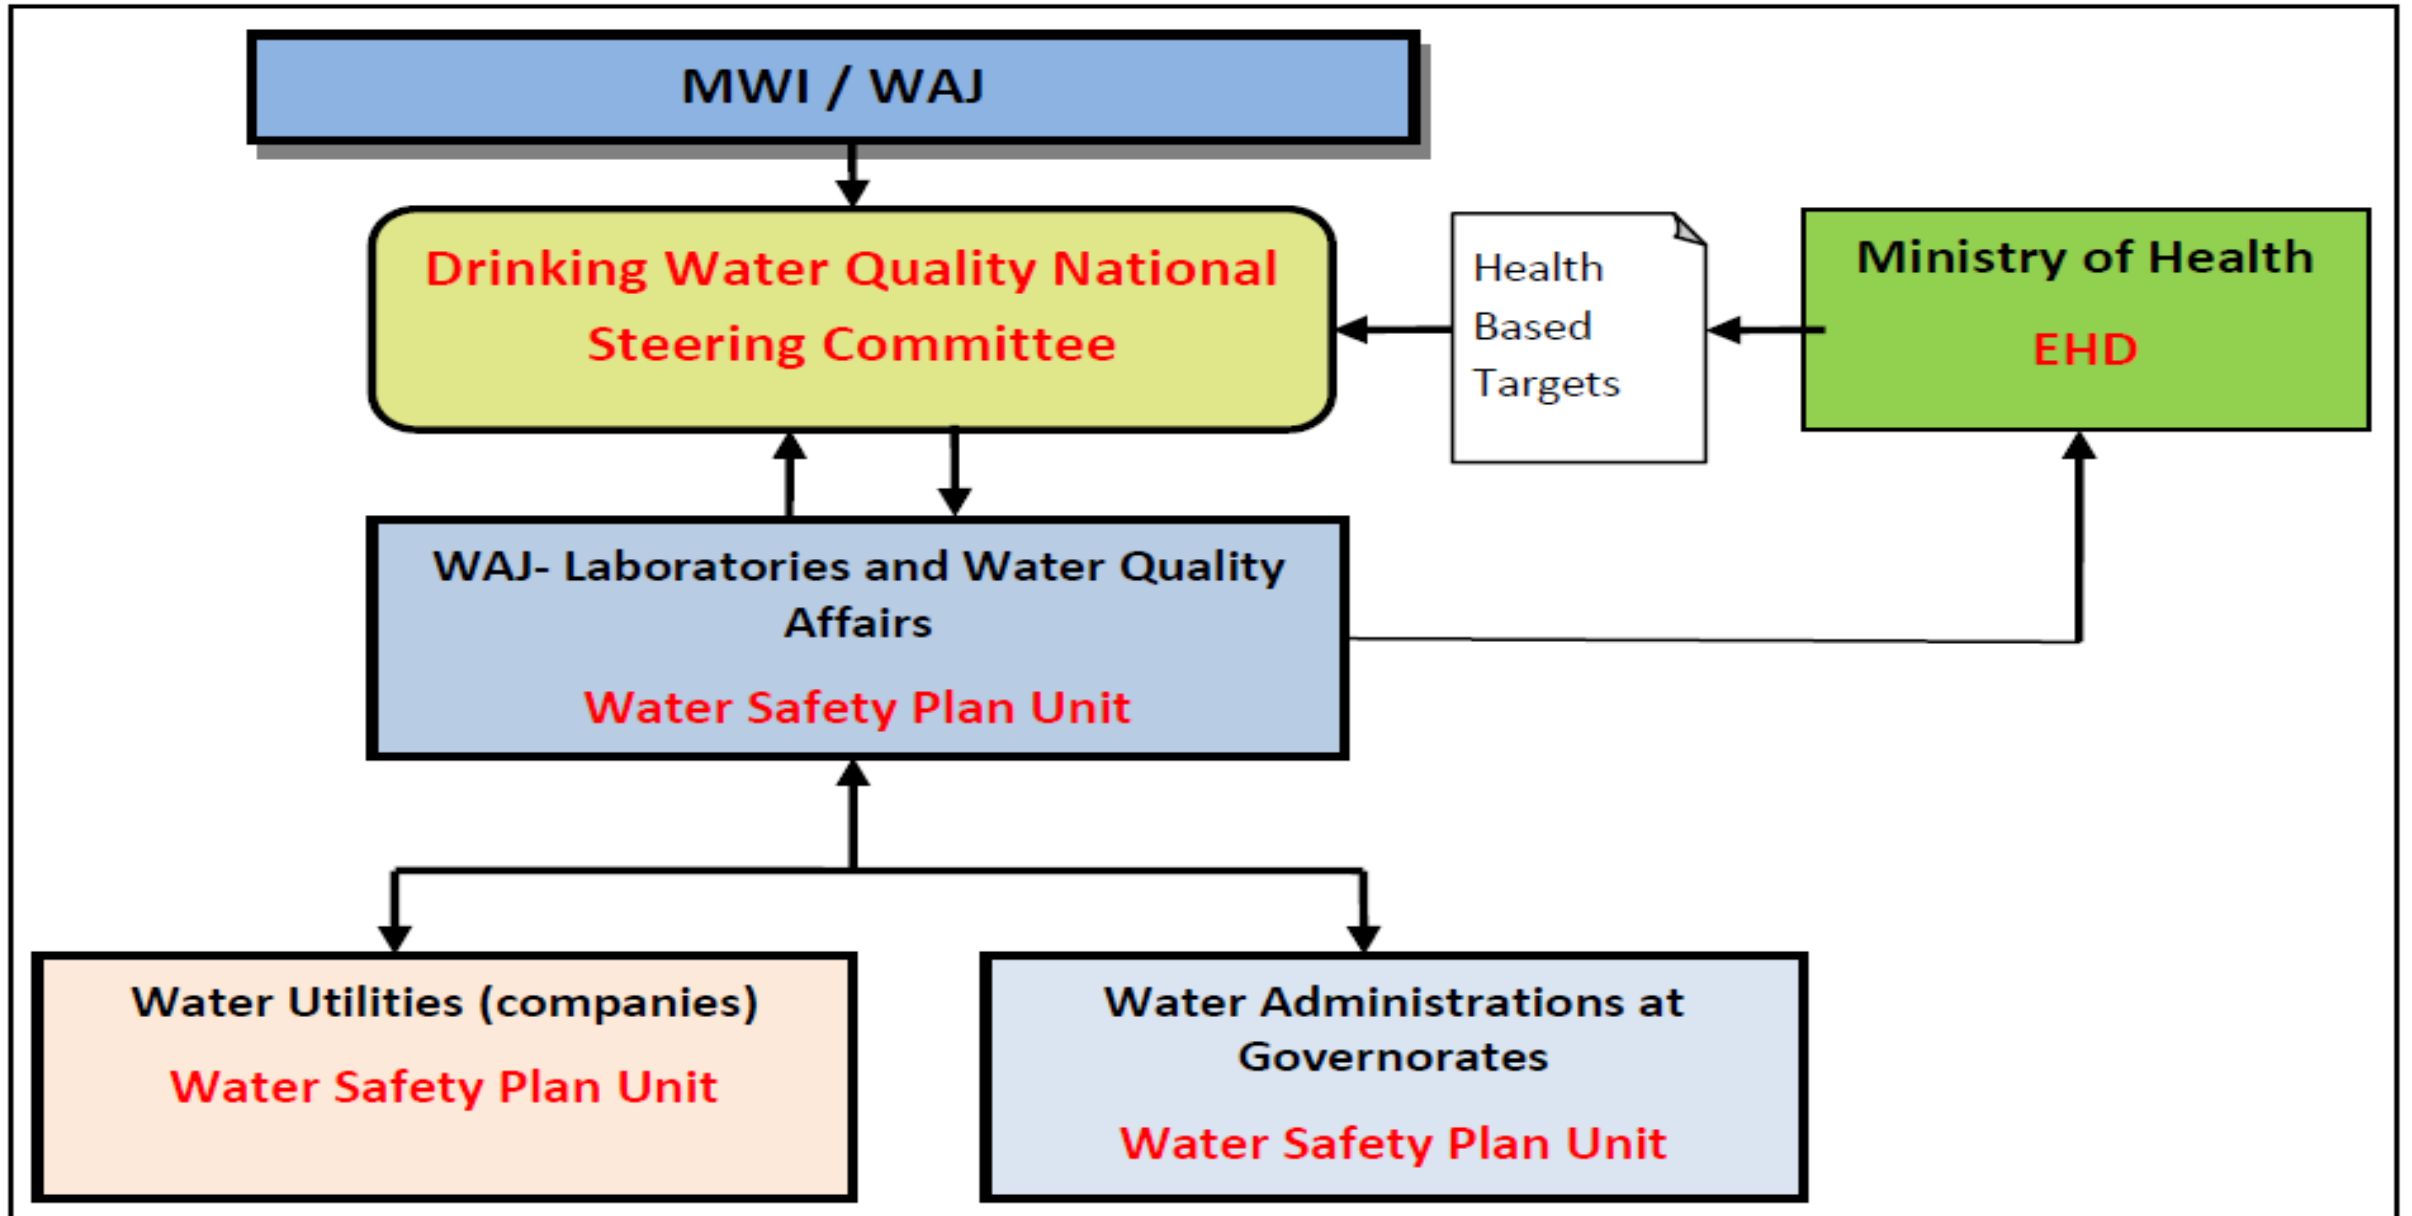 MWI / WAJ
Drinking Water Quality National
Steering Committee
Health
Based
Targets
Ministry of Health
EHD
WAJ- Laboratories and Water Quality
Affairs
Water Safety Plan Unit
Water Utilities (companies)
Water Safety Plan Unit
Water Administrations at
Governorates
Water Safety Plan Unit